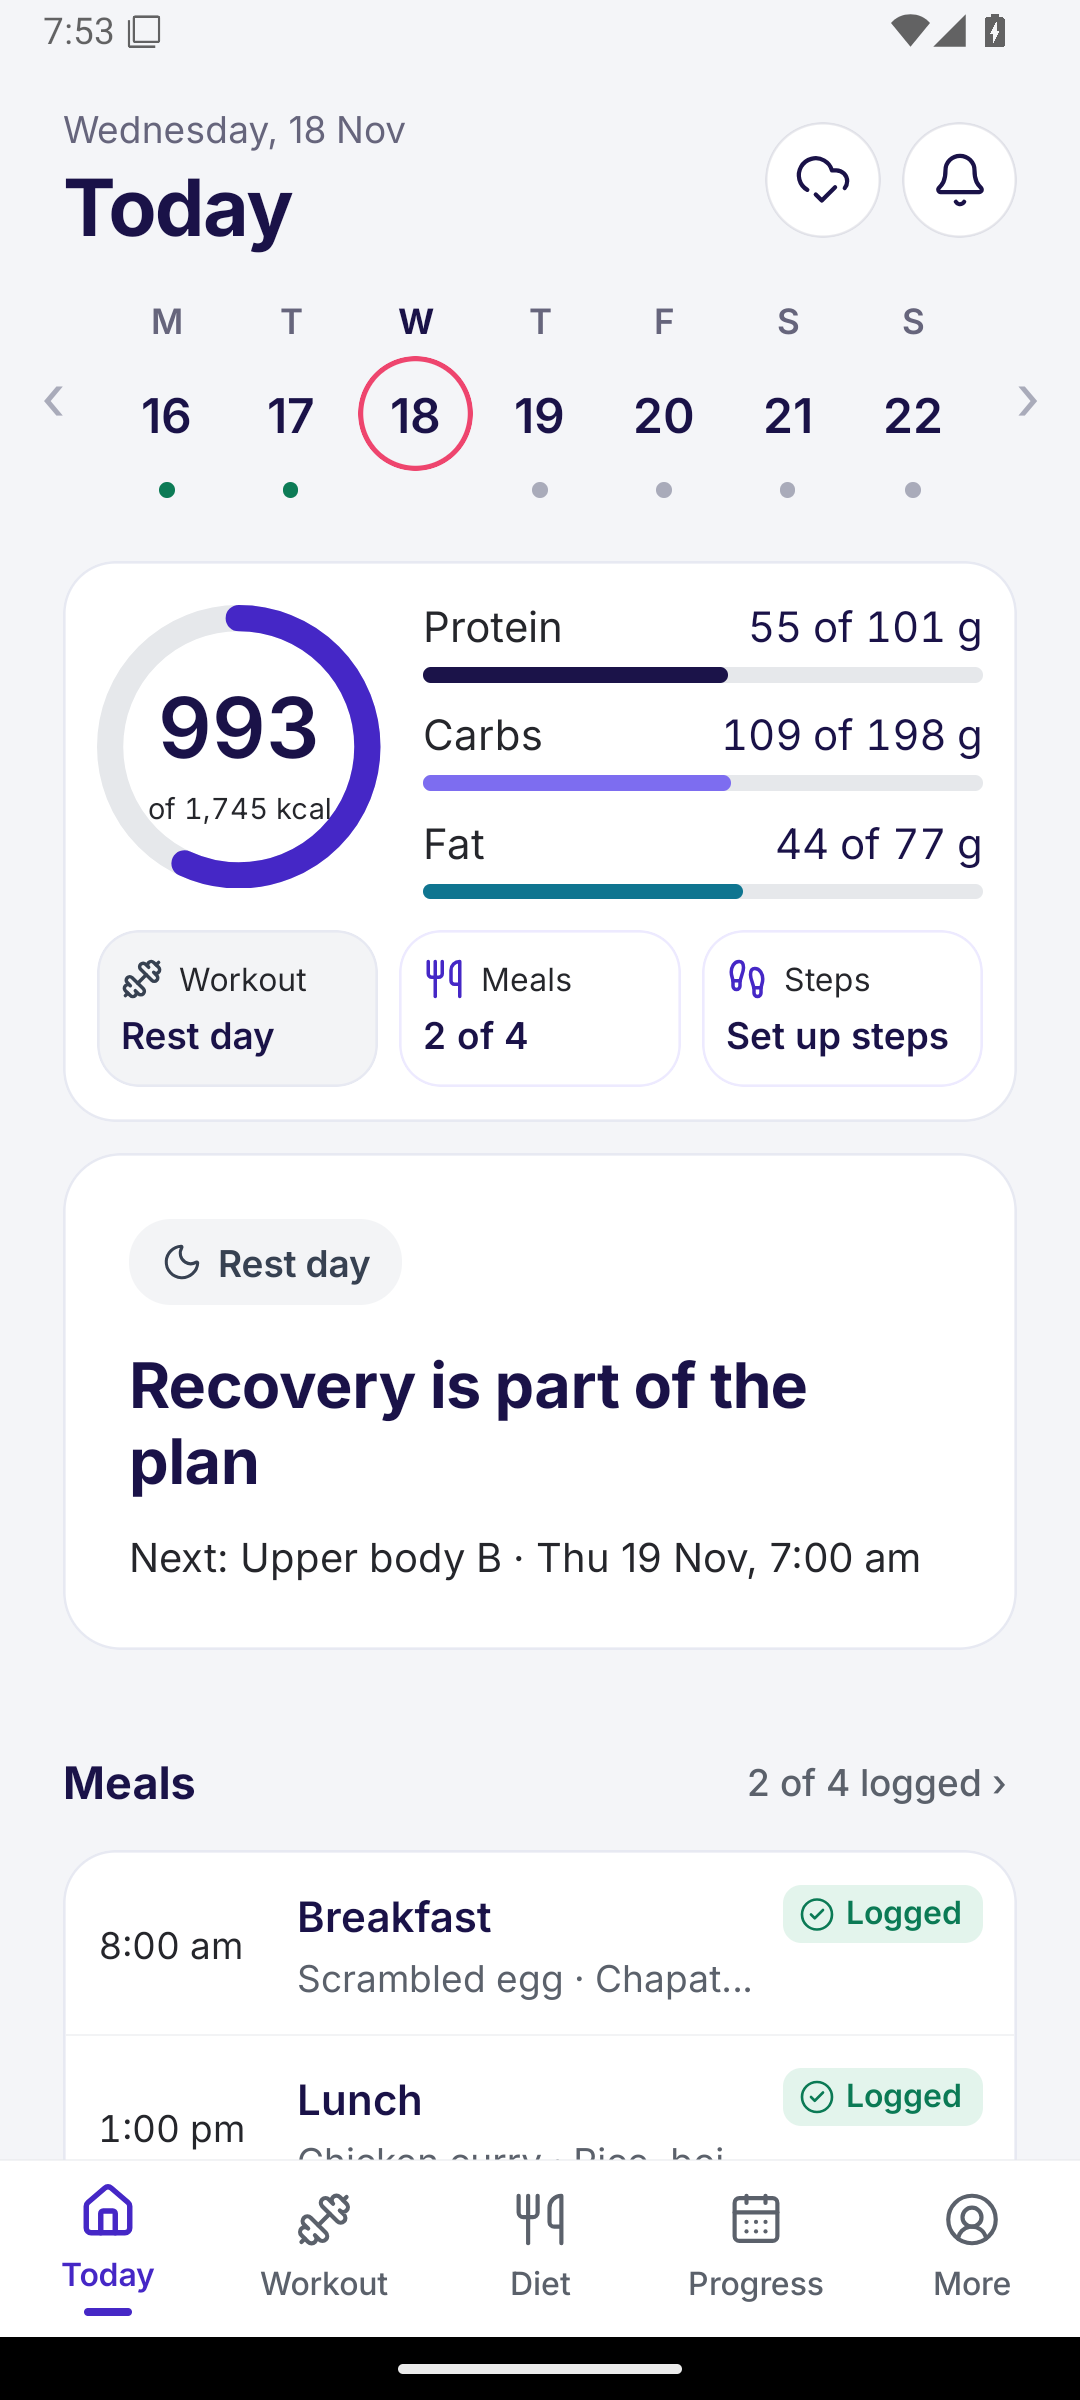 7:53
Wednesday, 18 Nov
Today
M T W T F S S
‹ 16 17 18 19 20 21 22 ›
993
of 1,745 kcal
Protein 55 of 101 g
Carbs 109 of 198 g
Fat 44 of 77 g
Workout
Rest day
Meals
2 of 4
Steps
Set up steps
Rest day
Recovery is part of the
plan
Next: Upper body B · Thu 19 Nov, 7:00 am
Meals 2 of 4 logged ›
8:00 am
Breakfast
Logged
Scrambled egg · Chapat...
1:00 pm
Lunch
Logged
Chicken curry · Rice, boi
Today Workout Diet Progress More